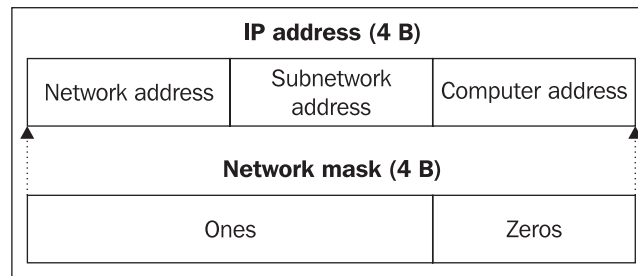 IP address (4 B)
Network address
Subnetwork
address
Computer address
Network mask (4 B)
Ones
Zeros